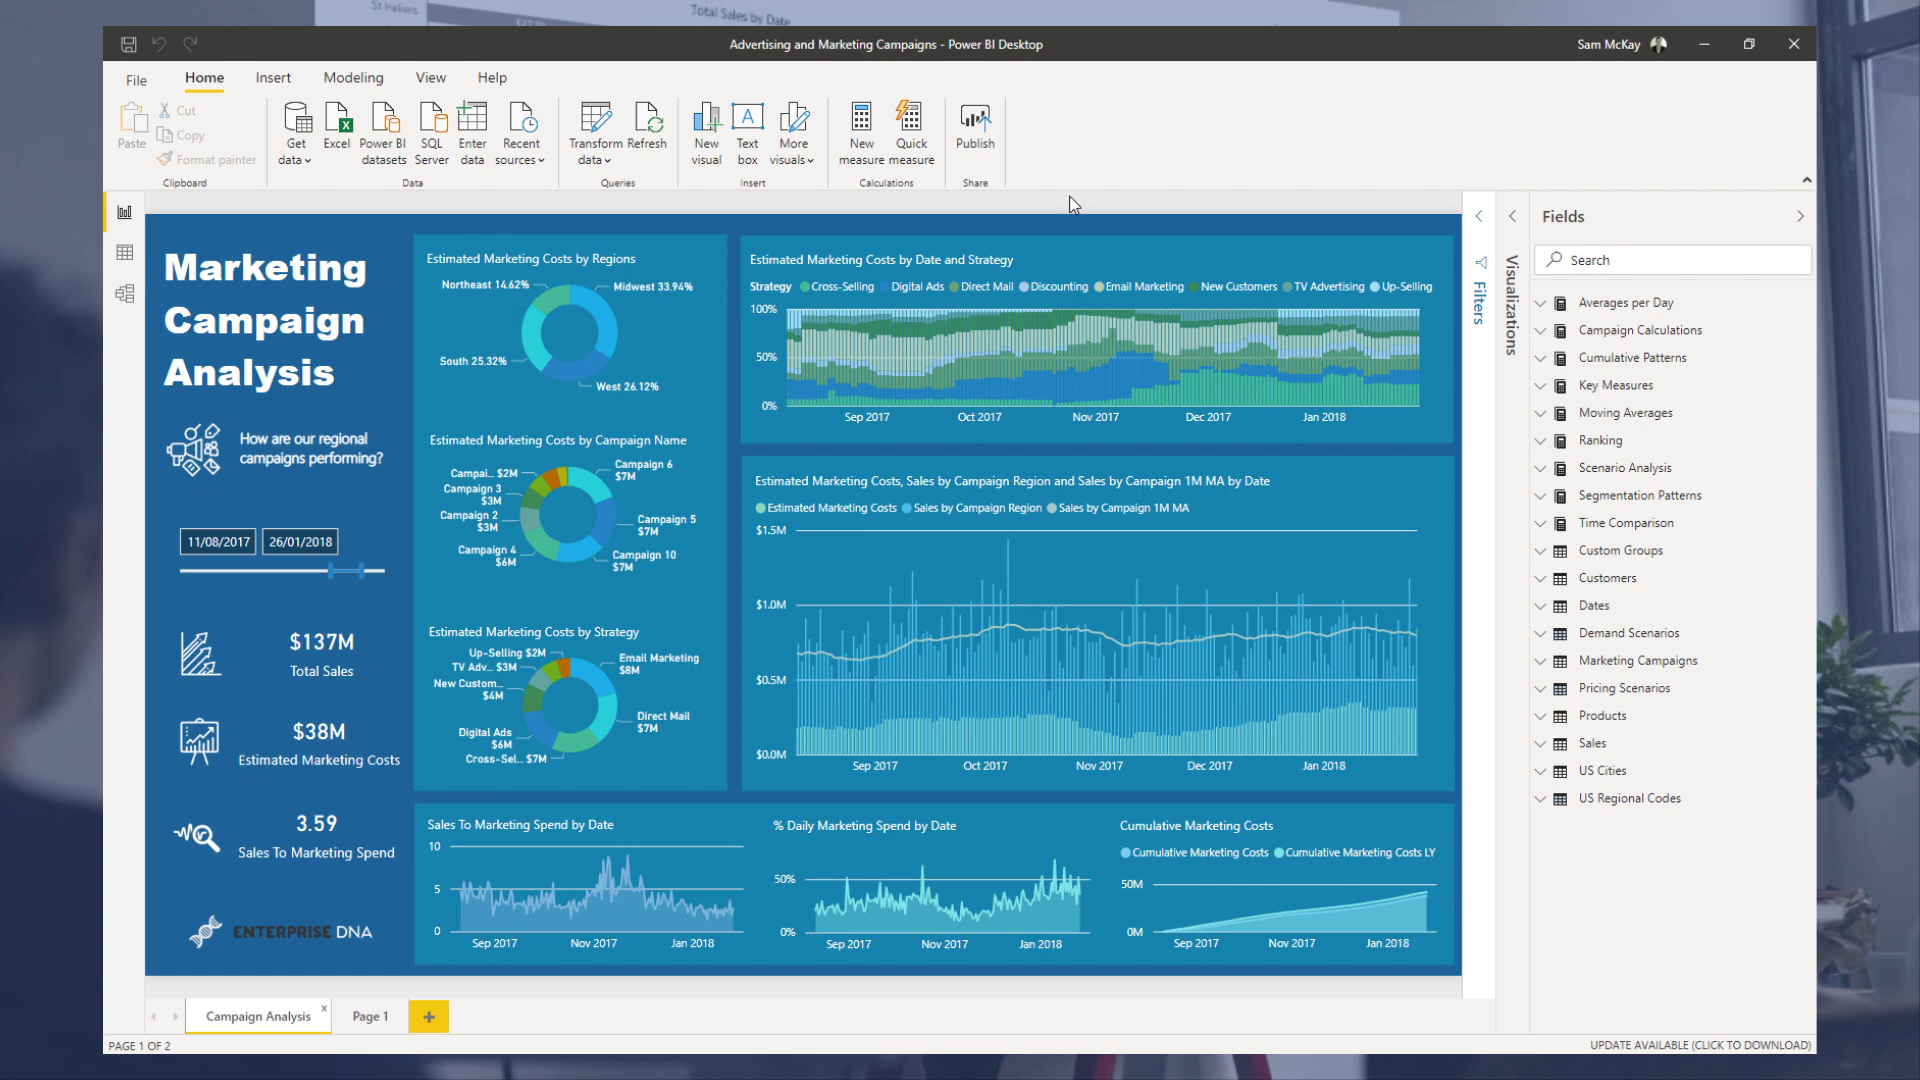 St Heliers
Total Sales by Date
Advertising and Marketing Campaigns - Power BI Desktop
Sam McKay
File
Home
Insert
Modeling
View
Help
Paste
Cut
Copy
Format painter
Clipboard
Get data
Excel
Power BI datasets
SQL Server
Enter data
Recent sources
Data
Transform data
Refresh
Queries
New visual
Text box
More visuals
Insert
New measure
Quick measure
Calculations
Publish
Share
Marketing
Campaign
Analysis
How are our regional
campaigns performing?
11/08/2017
26/01/2018
$137M
Total Sales
$38M
Estimated Marketing Costs
3.59
Sales To Marketing Spend
ENTERPRISE DNA
Estimated Marketing Costs by Regions
Northeast 14.62%
Midwest 33.94%
South 25.32%
West 26.12%
Estimated Marketing Costs by Campaign Name
Campai... $2M
Campaign 6
$7M
Campaign 3
$3M
Campaign 2
$3M
Campaign 5
$7M
Campaign 4
$6M
Campaign 10
$7M
Estimated Marketing Costs by Strategy
Up-Selling $2M
TV Adv... $3M
Email Marketing
$8M
New Custom...
$4M
Direct Mail
$7M
Digital Ads
$6M
Cross-Sel... $7M
Estimated Marketing Costs by Date and Strategy
Strategy Cross-Selling Digital Ads Direct Mail Discounting Email Marketing New Customers TV Advertising Up-Selling
100%
50%
0%
Sep 2017 Oct 2017 Nov 2017 Dec 2017 Jan 2018
Estimated Marketing Costs, Sales by Campaign Region and Sales by Campaign 1M MA by Date
Estimated Marketing Costs Sales by Campaign Region Sales by Campaign 1M MA
$1.5M
$1.0M
$0.5M
$0.0M
Sep 2017 Oct 2017 Nov 2017 Dec 2017 Jan 2018
Sales To Marketing Spend by Date
10
5
0
Sep 2017 Nov 2017 Jan 2018
% Daily Marketing Spend by Date
50%
0%
Sep 2017 Nov 2017 Jan 2018
Cumulative Marketing Costs
Cumulative Marketing Costs Cumulative Marketing Costs LY
50M
0M
Sep 2017 Nov 2017 Jan 2018
Filters
Visualizations
Fields
Search
Averages per Day
Campaign Calculations
Cumulative Patterns
Key Measures
Moving Averages
Ranking
Scenario Analysis
Segmentation Patterns
Time Comparison
Custom Groups
Customers
Dates
Demand Scenarios
Marketing Campaigns
Pricing Scenarios
Products
Sales
US Cities
US Regional Codes
Campaign Analysis
x
Page 1
+
PAGE 1 OF 2
UPDATE AVAILABLE (CLICK TO DOWNLOAD)